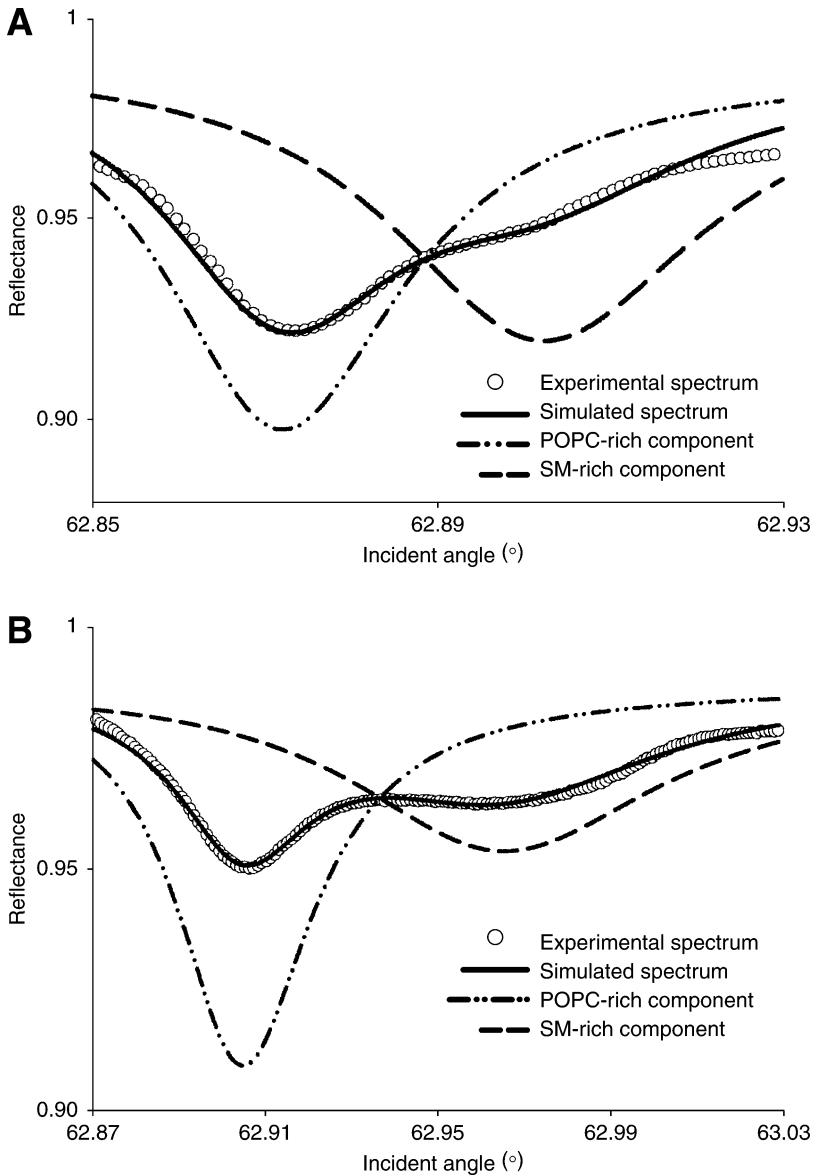 A
1
0.95
0.90
Reflectance
Experimental spectrum
Simulated spectrum
POPC-rich component
SM-rich component
62.85 62.89 62.93
Incident angle (°)
B
1
0.95
0.90
Reflectance
Experimental spectrum
Simulated spectrum
POPC-rich component
SM-rich component
62.87 62.91 62.95 62.99 63.03
Incident angle (°)